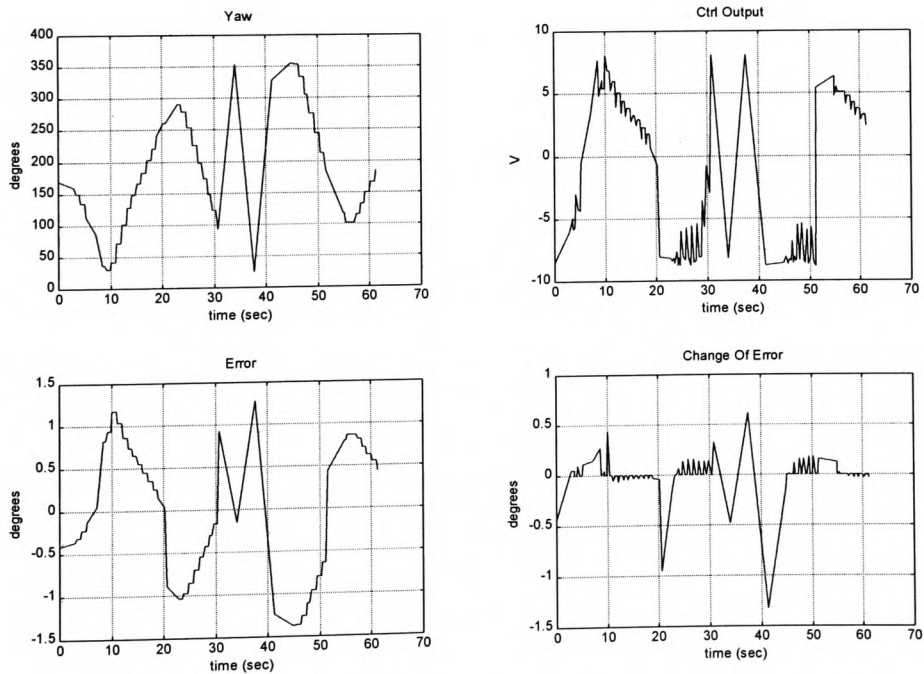 Yaw
400
350
300
250
200
150
100
50
0
degrees
0 10 20 30 40 50 60 70
time (sec)
Ctrl Output
10
5
0
-5
-10
V
0 10 20 30 40 50 60 70
time (sec)
Error
1.5
1
0.5
0
-0.5
-1
-1.5
degrees
0 10 20 30 40 50 60 70
time (sec)
Change Of Error
1
0.5
0
-0.5
-1
-1.5
degrees
0 10 20 30 40 50 60 70
time (sec)